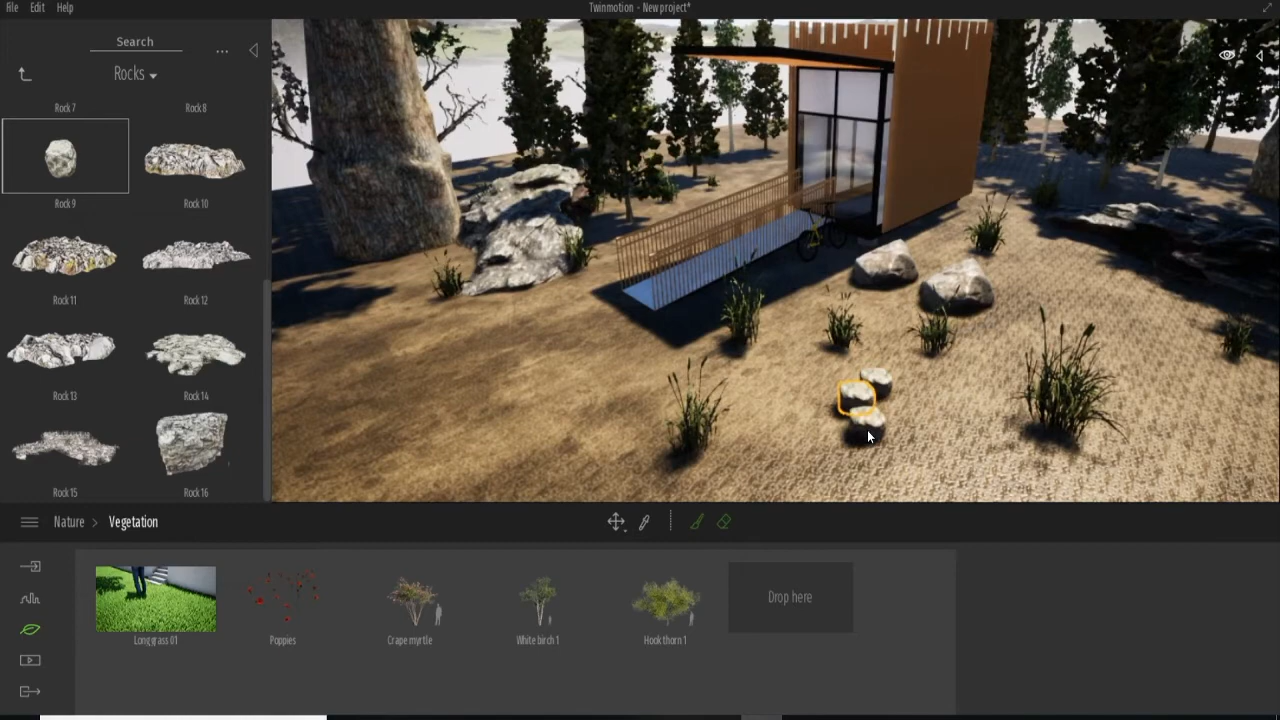 File Edit Help
Twinmotion - New project*
Search
...
Rocks
Rock 7 Rock 8
Rock 9 Rock 10
Rock 11 Rock 12
Rock 13 Rock 14
Rock 15 Rock 16
Nature > Vegetation
Drop here
Longgrass 01 Poppies Crape myrtle White birch 1 Hook thorn 1